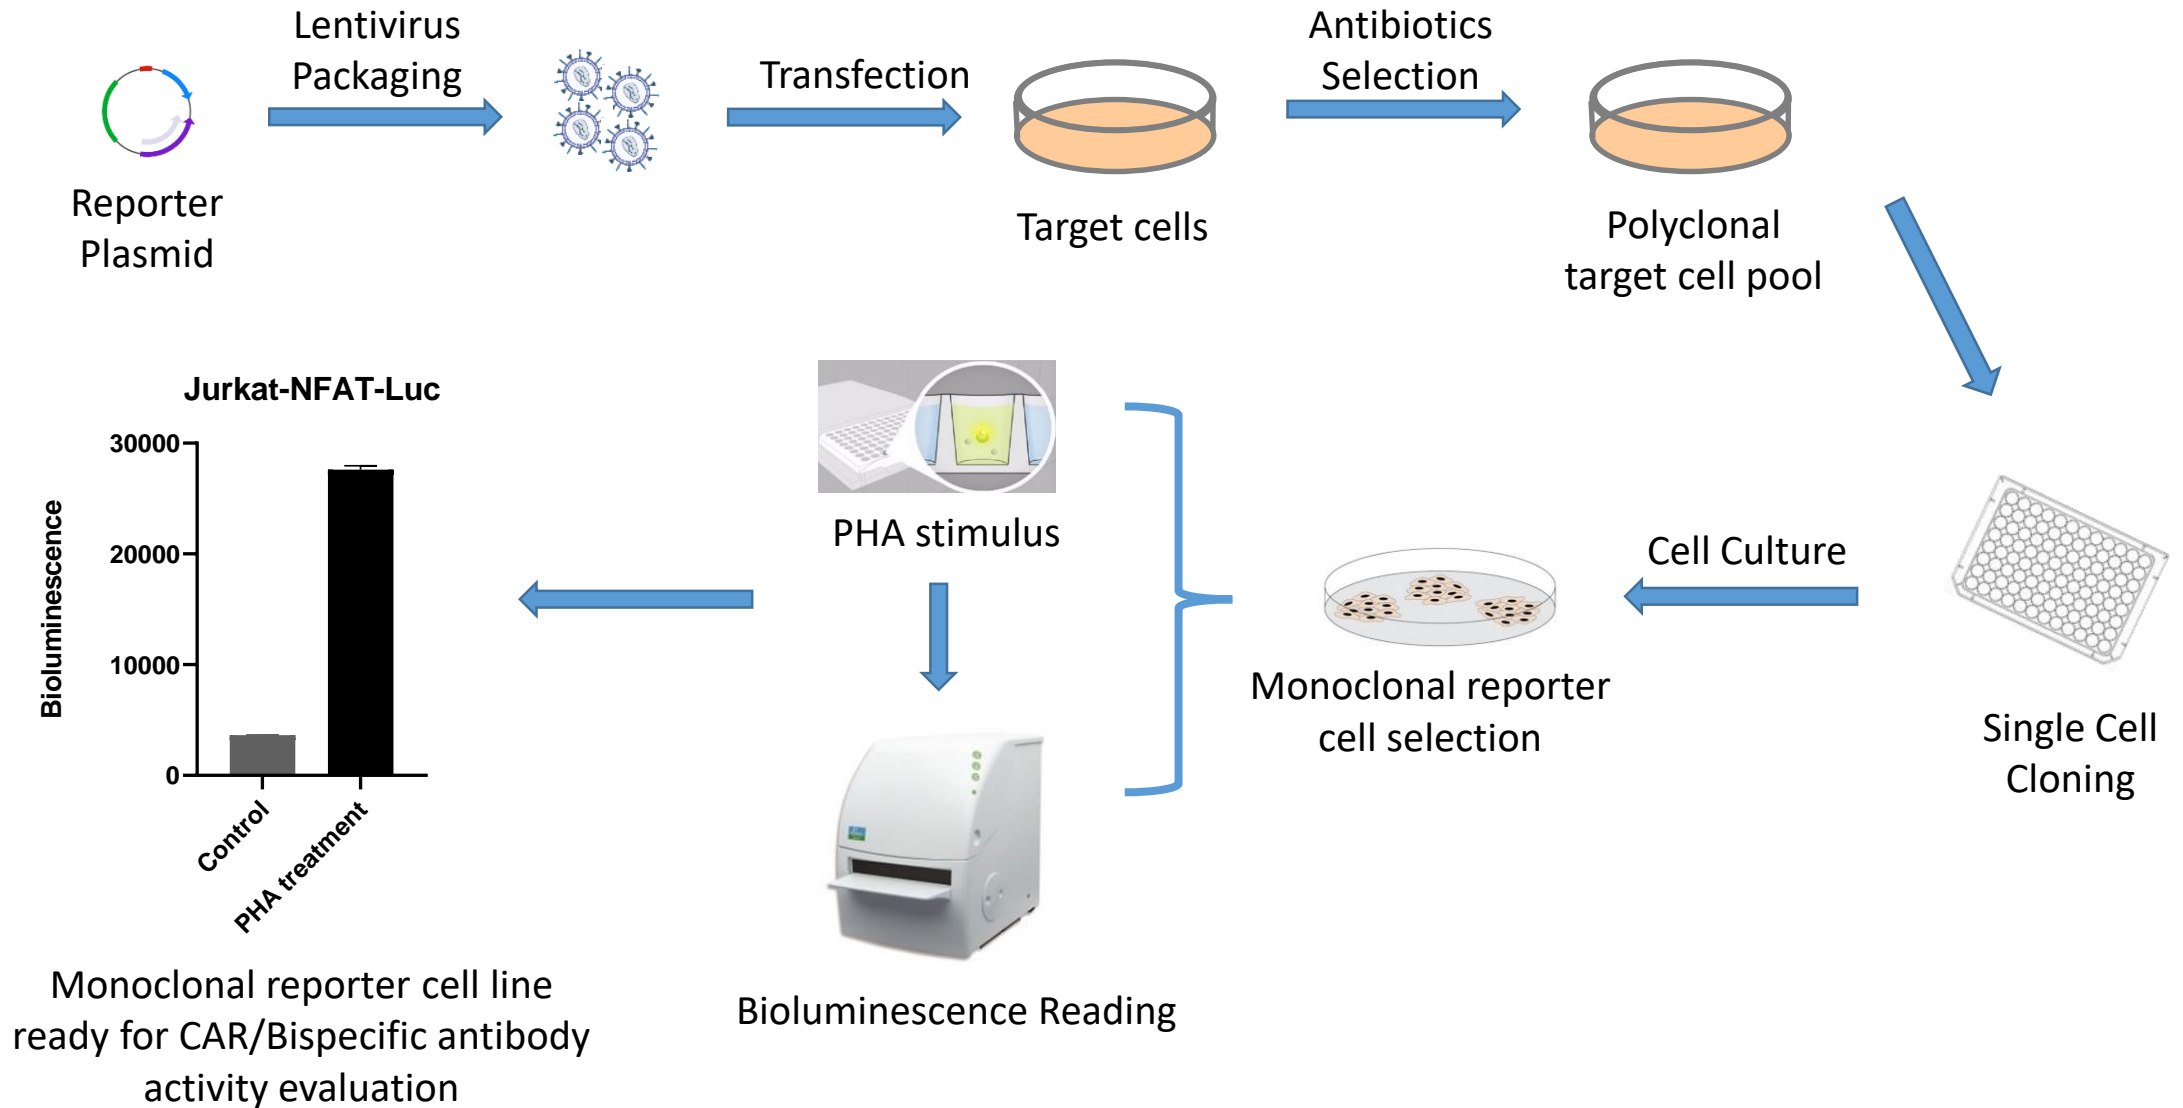 Lentivirus
Packaging
Transfection
Antibiotics
Selection
Reporter
Plasmid
Target cells
Polyclonal
target cell pool
Jurkat-NFAT-Luc
30000
20000
10000
0
Bioluminescence
Control
PHA treatment
PHA stimulus
Cell Culture
Monoclonal reporter
cell selection
Single Cell
Cloning
Bioluminescence Reading
Monoclonal reporter cell line
ready for CAR/Bispecific antibody
activity evaluation